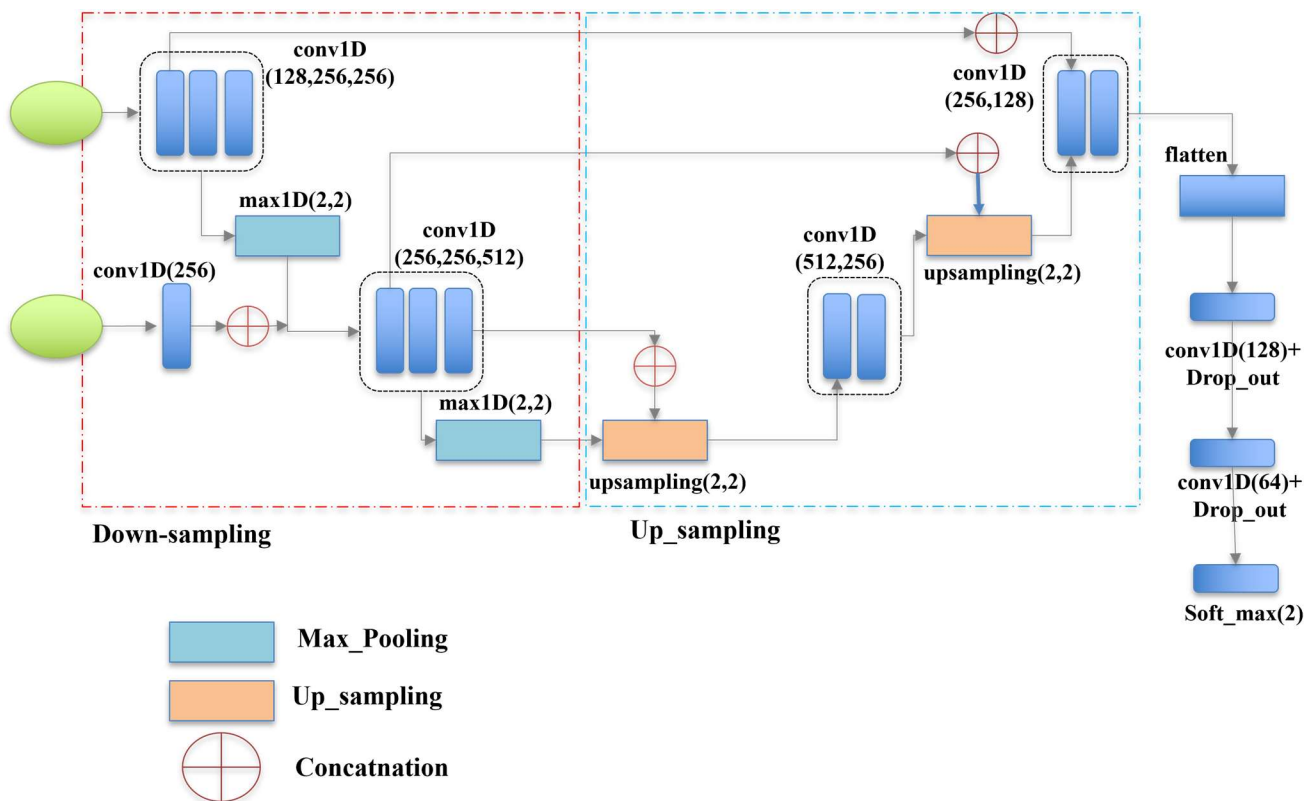 conv1D
(128,256,256)
max1D(2,2)
conv1D(256)
conv1D
(256,256,512)
max1D(2,2)
Down-sampling
conv1D
(256,128)
conv1D
(512,256)
upsampling(2,2)
upsampling(2,2)
Up_sampling
flatten
conv1D(128)+
Drop_out
conv1D(64)+
Drop_out
Soft_max(2)
Max_Pooling
Up_sampling
Concatnation